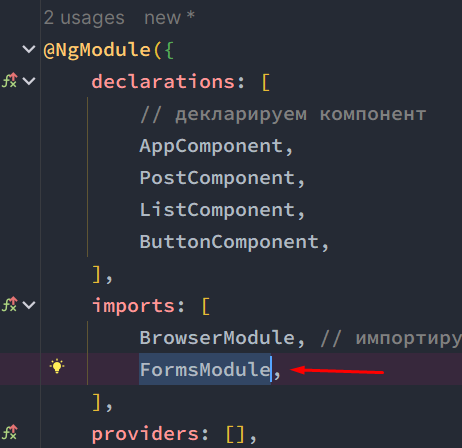 2 usages new *
@NgModule({
declarations: [
// декларируем компонент
AppComponent,
PostComponent,
ListComponent,
ButtonComponent,
],
imports: [
BrowserModule, // импортиру
FormsModule,
],
providers: [],